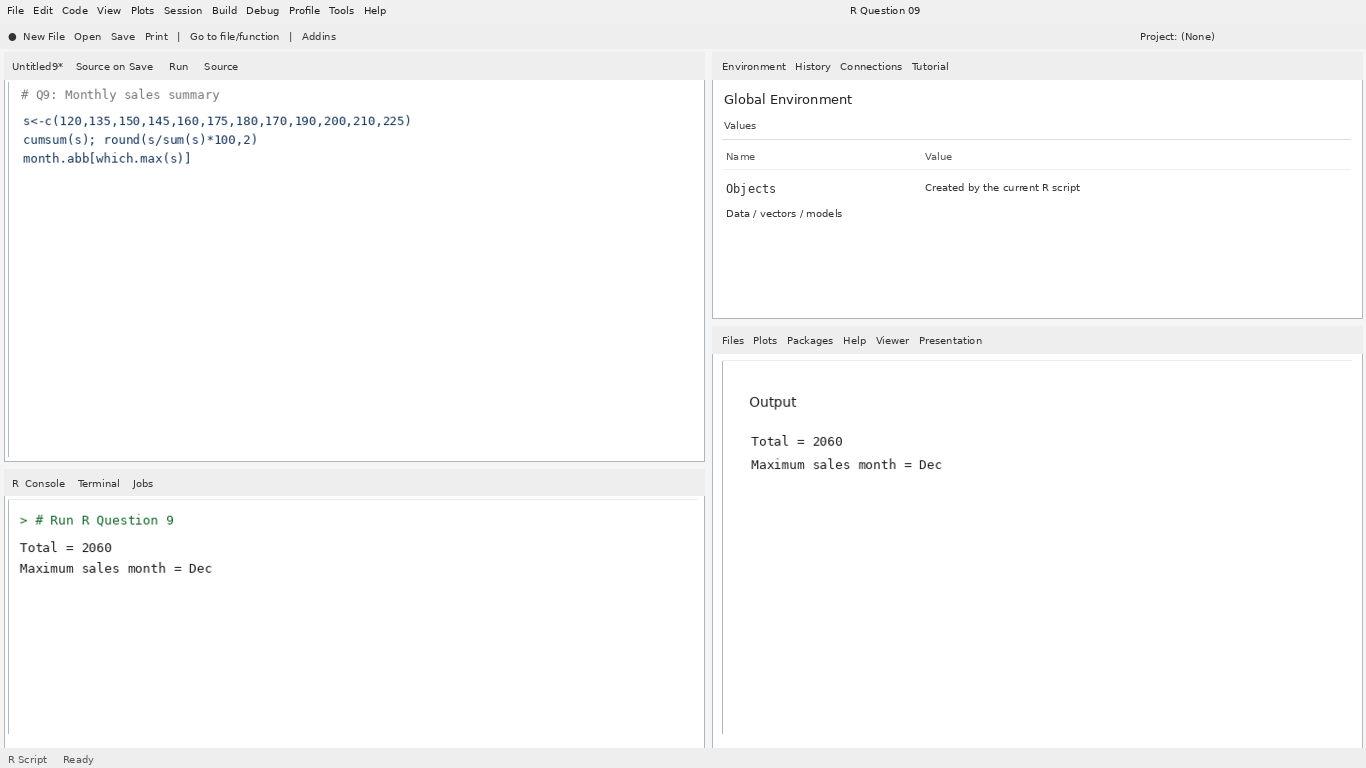 File Edit Code View Plots Session Build Debug Profile Tools Help
R Question 09
● New File Open Save Print | Go to file/function | Addins
Project: (None)
Untitled9* Source on Save Run Source
# Q9: Monthly sales summary
s<-c(120,135,150,145,160,175,180,170,190,200,210,225)
cumsum(s); round(s/sum(s)*100,2)
month.abb[which.max(s)]
R Console Terminal Jobs
> # Run R Question 9
Total = 2060
Maximum sales month = Dec
Environment History Connections Tutorial
Global Environment
Values
Name Value
Objects Created by the current R script
Data / vectors / models
Files Plots Packages Help Viewer Presentation
Output
Total = 2060
Maximum sales month = Dec
R Script Ready